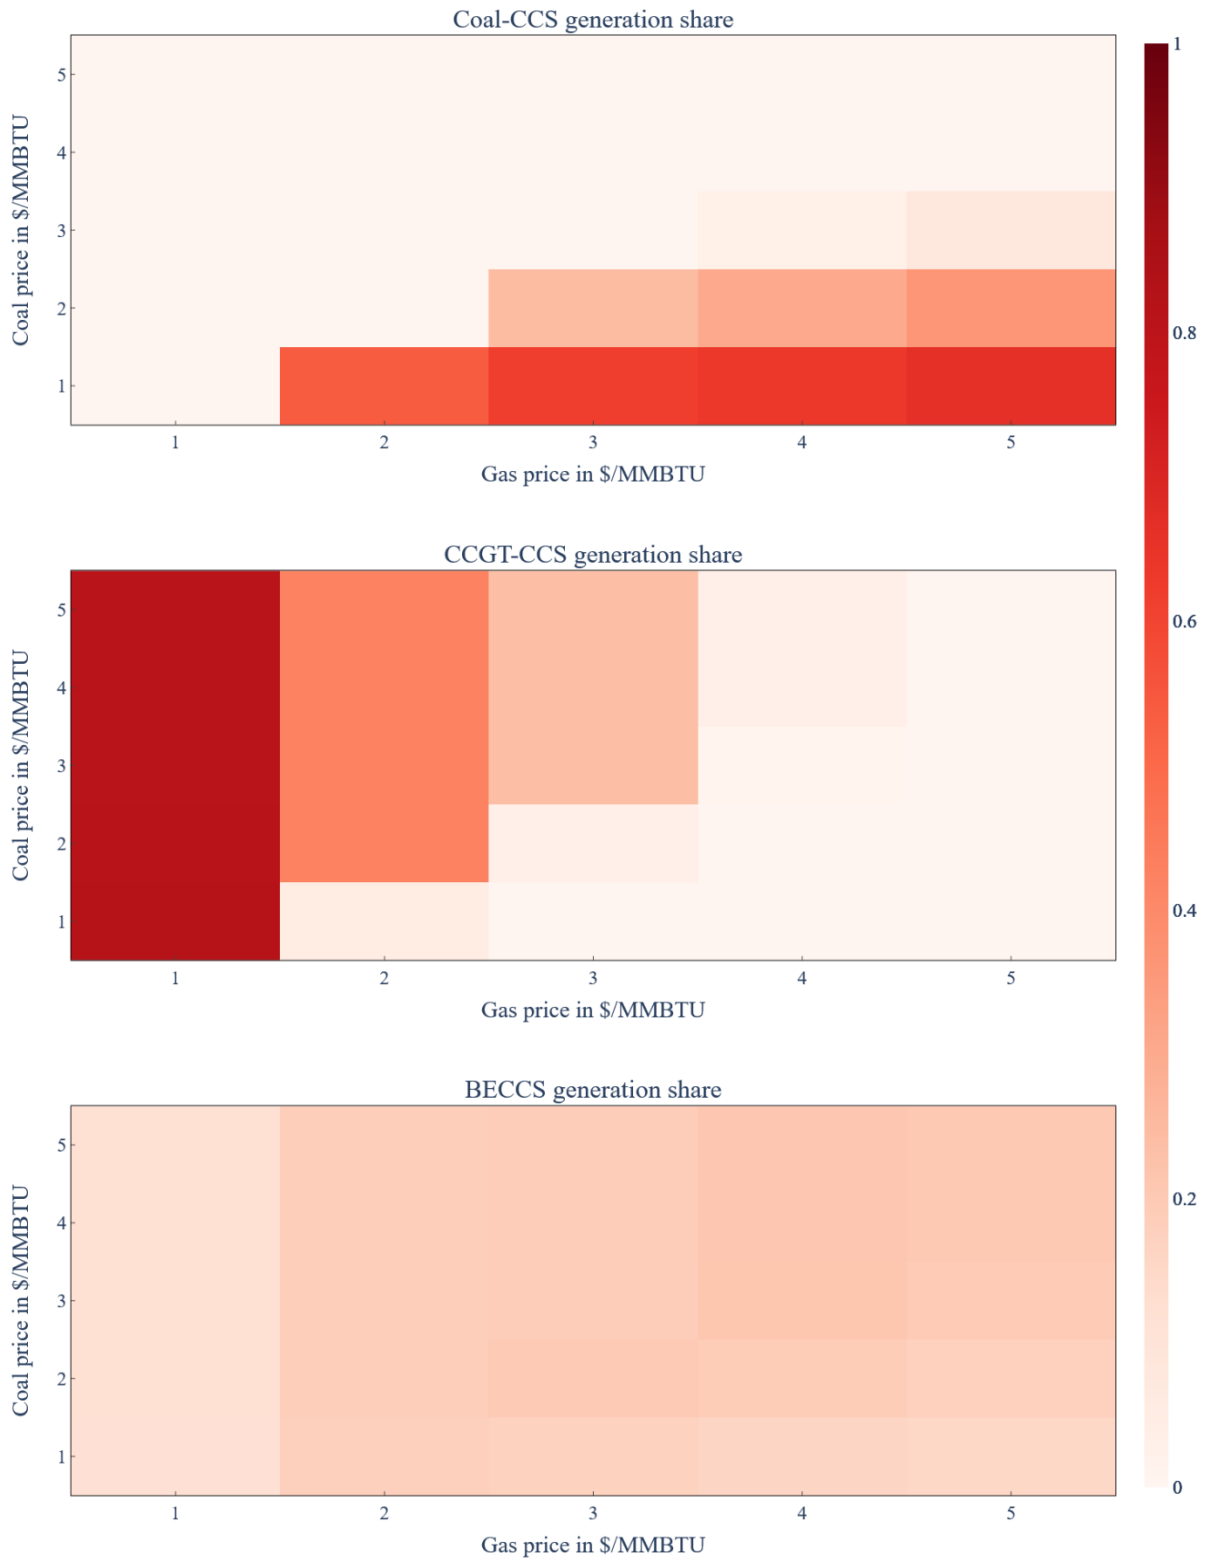 Coal-CCS generation share
5
4
3
2
1
Coal price in $/MMBTU
1 2 3 4 5
Gas price in $/MMBTU
CCGT-CCS generation share
5
4
3
2
1
Coal price in $/MMBTU
1 2 3 4 5
Gas price in $/MMBTU
BECCS generation share
5
4
3
2
1
Coal price in $/MMBTU
1 2 3 4 5
Gas price in $/MMBTU
1
0.8
0.6
0.4
0.2
0